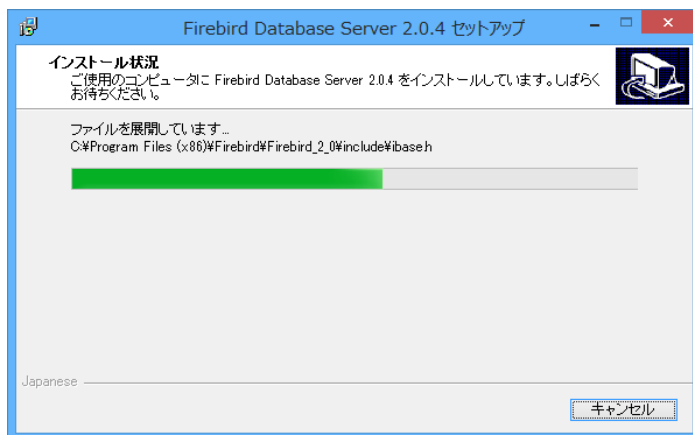 Firebird Database Server 2.0.4 セットアップ
インストール状況
ご使用のコンピュータに Firebird Database Server 2.0.4 をインストールしています。しばらく
お待ちください。
ファイルを展開しています...
C:¥Program Files (x86)¥Firebird¥Firebird_2_0¥include¥ibase.h
Japanese
キャンセル